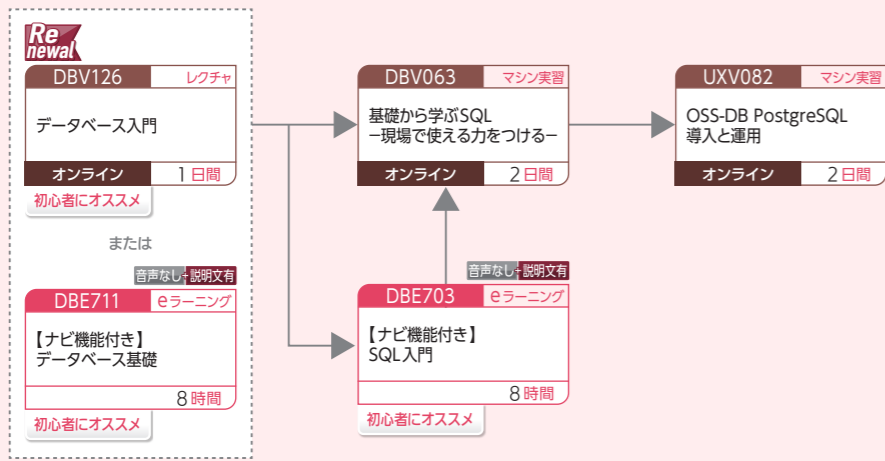 Re
newal
DBV126 レクチャ
データベース入門
オンライン 1日間
初心者にオススメ
または
音声なし+説明文有
DBE711 eラーニング
【ナビ機能付き】
データベース基礎
8時間
初心者にオススメ
DBV063 マシン実習
基礎から学ぶSQL
−現場で使える力をつける−
オンライン 2日間
音声なし+説明文有
DBE703 eラーニング
【ナビ機能付き】
SQL入門
8時間
初心者にオススメ
UXV082 マシン実習
OSS-DB PostgreSQL
導入と運用
オンライン 2日間